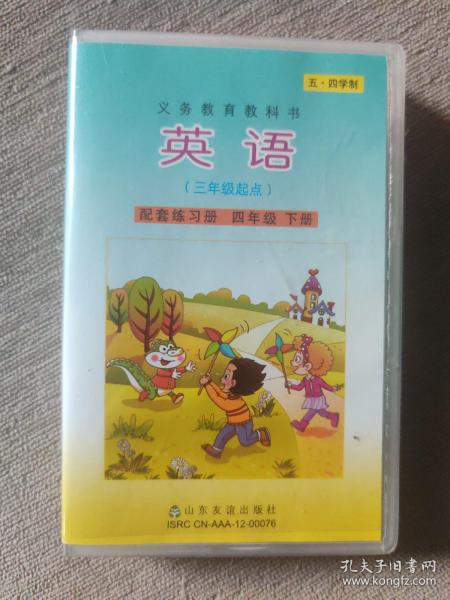 五·四学制
义务教育教科书
英语
(三年级起点)
配套练习册 四年级 下册
山东友谊出版社
ISRC CN-AAA-12-00076
孔夫子旧书网
www.kongfz.com